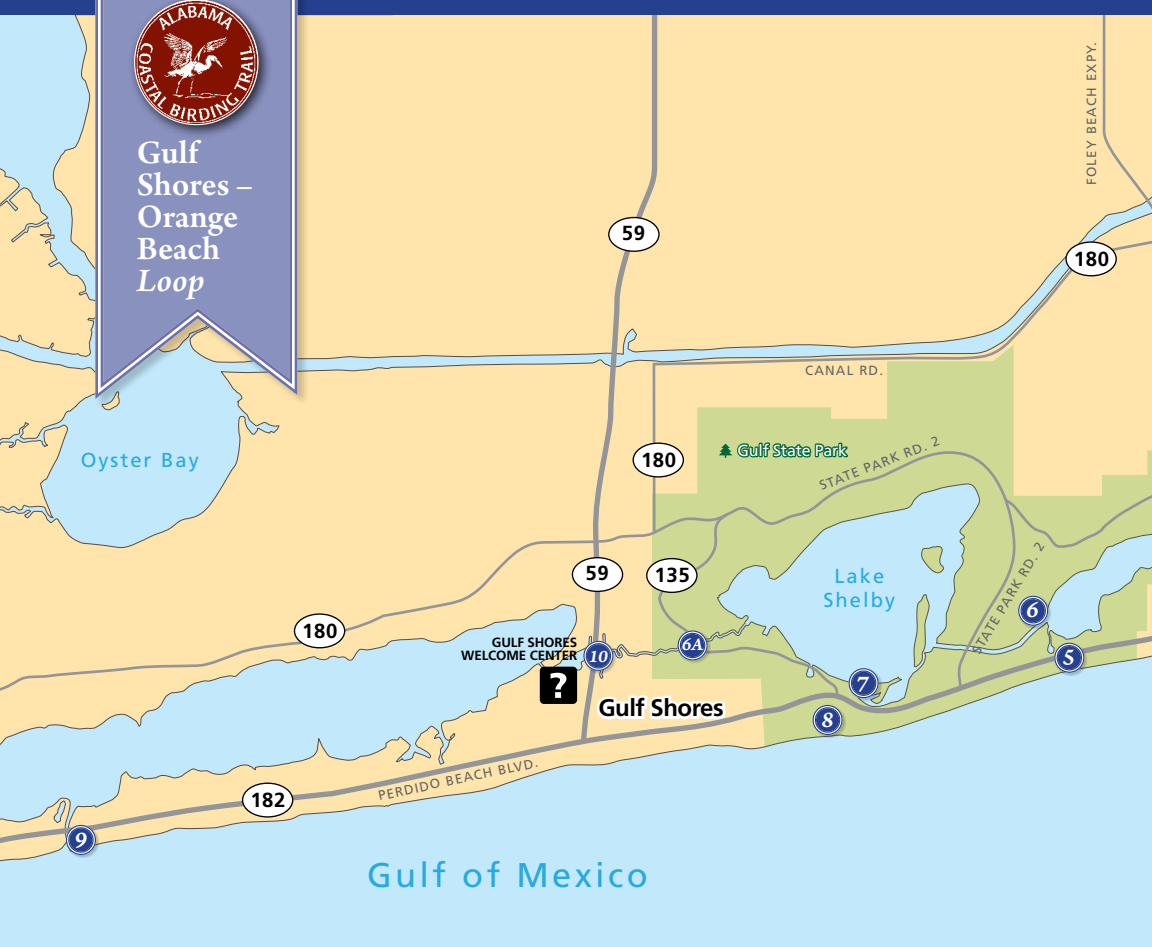 ALABAMA
COASTAL BIRDING TRAIL
Gulf
Shores –
Orange
Beach
Loop
FOLEY BEACH EXPY.
59
180
CANAL RD.
Oyster Bay
180
Gulf State Park
STATE PARK RD. 2
59
135
Lake
Shelby
STATE PARK RD. 2
6
180
GULF SHORES
WELCOME CENTER
?
10
6A
5
7
Gulf Shores
8
PERDIDO BEACH BLVD.
182
9
Gulf of Mexico